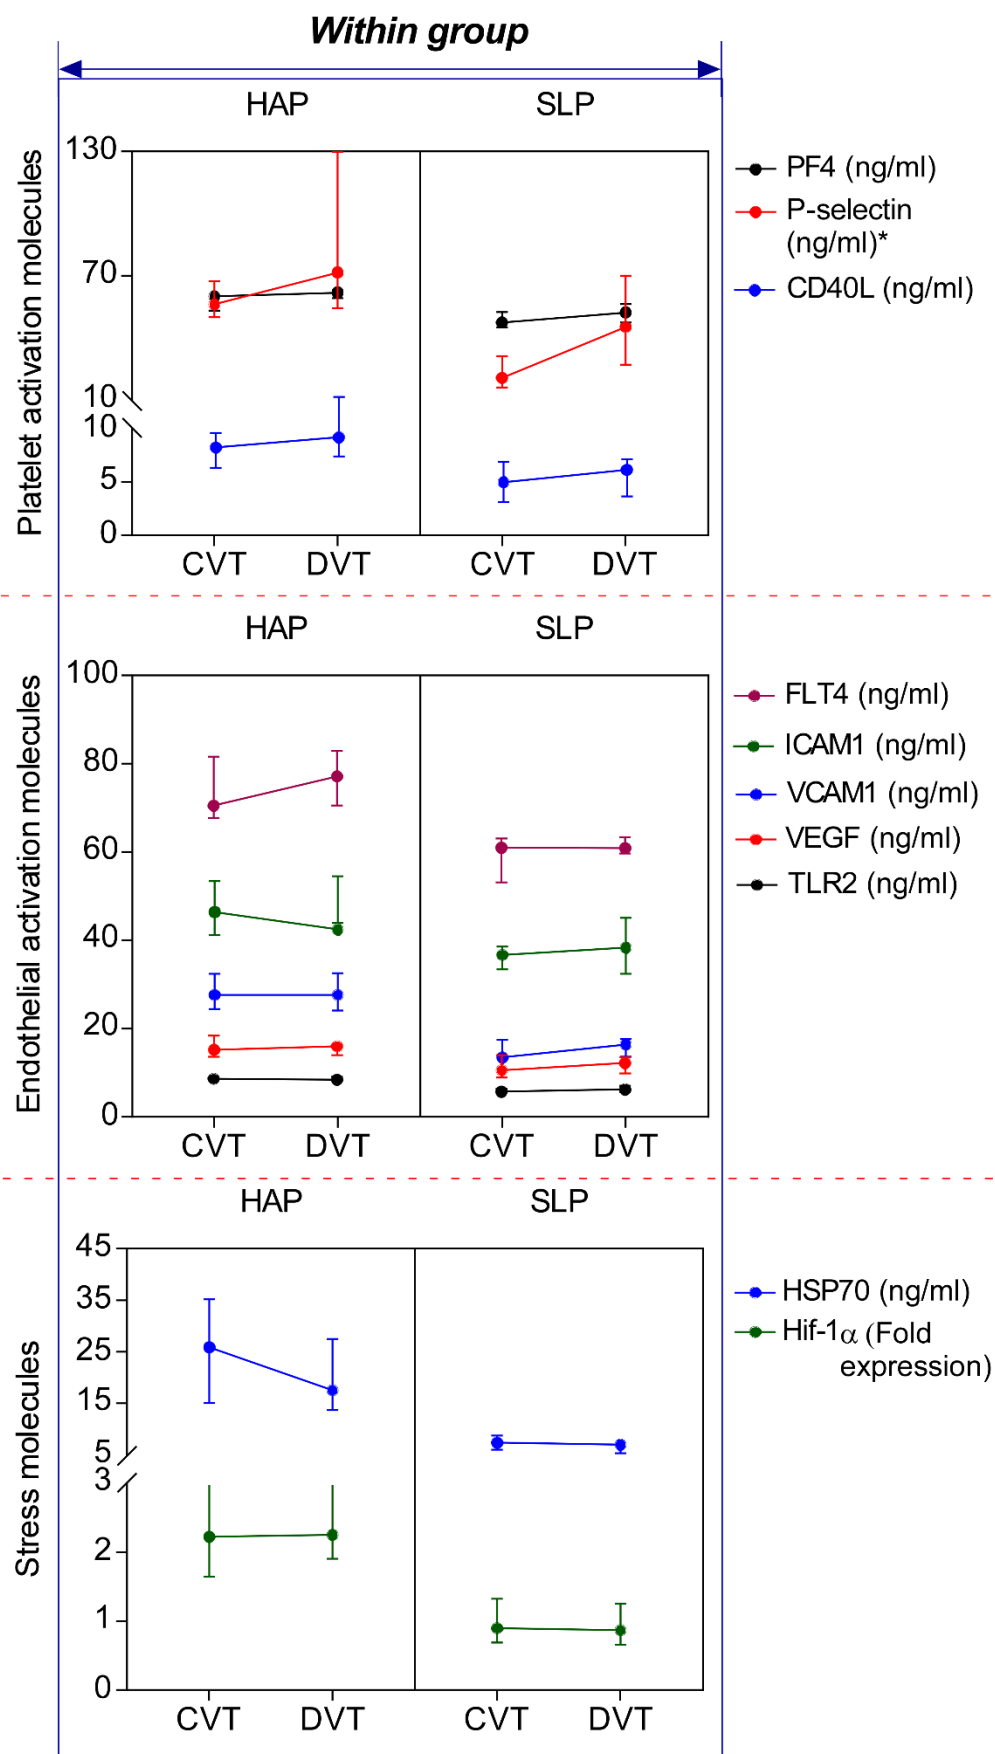 Within group
HAP SLP
Platelet activation molecules
130
70
10
10
5
0
CVT DVT CVT DVT
PF4 (ng/ml)
P-selectin
(ng/ml)*
CD40L (ng/ml)
HAP SLP
Endothelial activation molecules
100
80
60
40
20
0
CVT DVT CVT DVT
FLT4 (ng/ml)
ICAM1 (ng/ml)
VCAM1 (ng/ml)
VEGF (ng/ml)
TLR2 (ng/ml)
HAP SLP
Stress molecules
45
35
25
15
5
3
3
2
1
0
CVT DVT CVT DVT
HSP70 (ng/ml)
Hif-1α (Fold
expression)